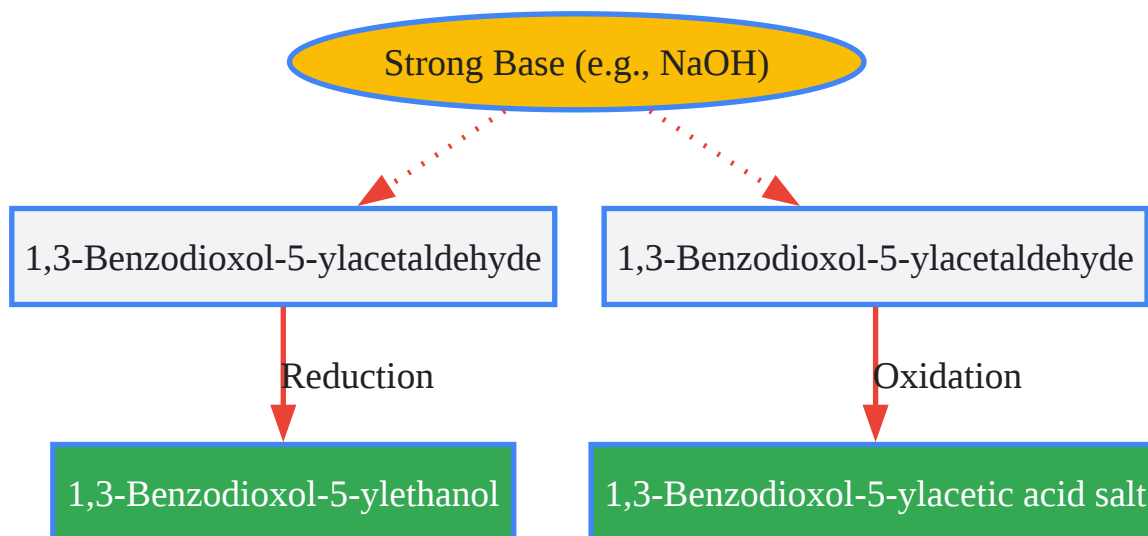 Strong Base (e.g., NaOH)
1,3-Benzodioxol-5-ylacetaldehyde
1,3-Benzodioxol-5-ylacetaldehyde
Reduction
Oxidation
1,3-Benzodioxol-5-ylethanol
1,3-Benzodioxol-5-ylacetic acid salt